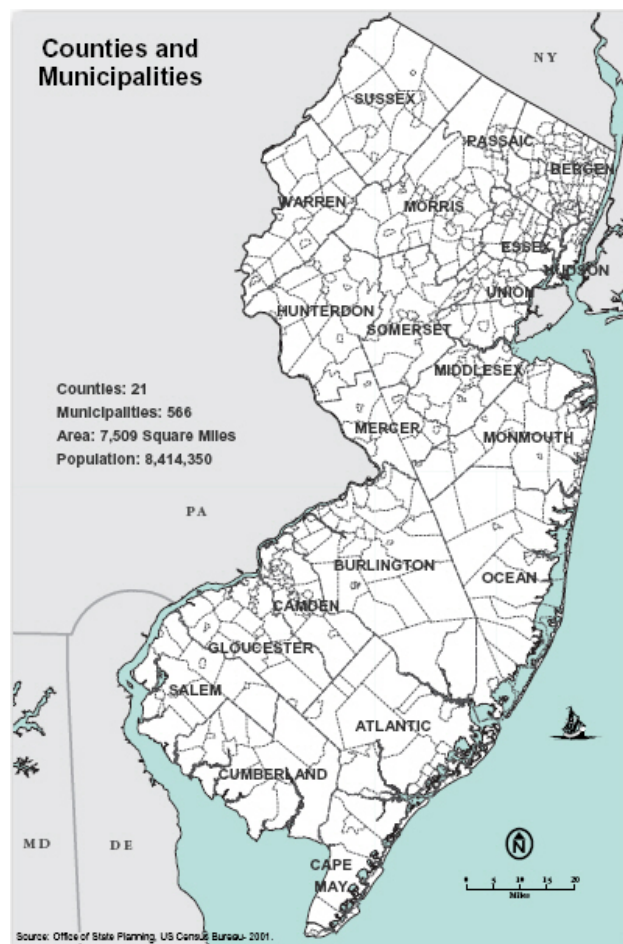 Counties and
Municipalities
NY
SUSSEX
PASSAIC
BERGEN
WARREN
MORRIS
ESSEX
HUDSON
UNION
HUNTERDON
SOMERSET
MIDDLESEX
Counties: 21
Municipalities: 566
Area: 7,509 Square Miles
Population: 8,414,350
MERCER
MONMOUTH
PA
BURLINGTON
OCEAN
CAMDEN
GLOUCESTER
SALEM
ATLANTIC
CUMBERLAND
MD
DE
N
CAPE
MAY
0 5 10 15 20
Miles
Source: Office of State Planning, US Census Bureau- 2001.